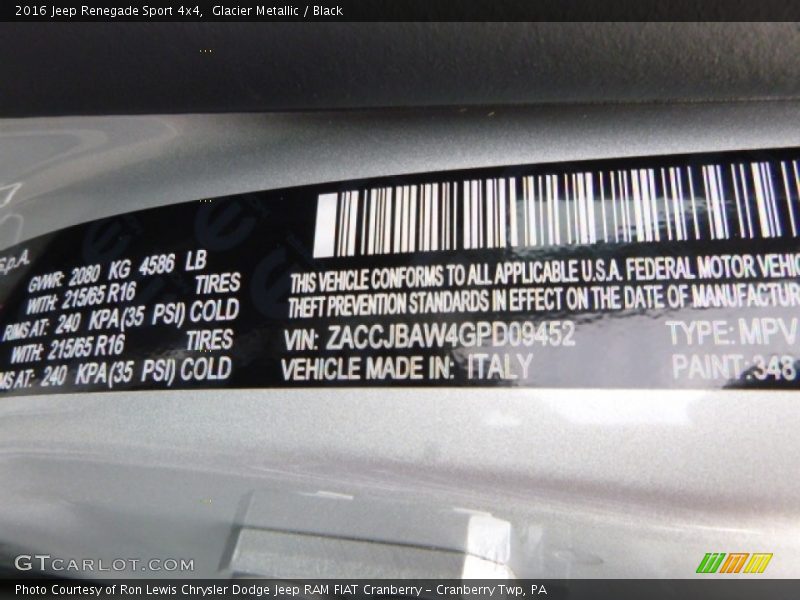 2016 Jeep Renegade Sport 4x4,  Glacier Metallic / Black
S.p.A.
GVWR: 2080 KG 4586 LB
WITH: 215/65 R16 TIRES
RIMS AT: 240 KPA(35 PSI) COLD
WITH: 215/65 R16 TIRES
MS AT: 240 KPA(35 PSI) COLD
THIS VEHICLE CONFORMS TO ALL APPLICABLE U.S.A. FEDERAL MOTOR VEHIC
THEFT PREVENTION STANDARDS IN EFFECT ON THE DATE OF MANUFACTUR
VIN: ZACCJBAW4GPD09452 TYPE: MPV
VEHICLE MADE IN: ITALY PAINT: 348
GTCARLOT.COM
Photo Courtesy of Ron Lewis Chrysler Dodge Jeep RAM FIAT Cranberry - Cranberry Twp, PA